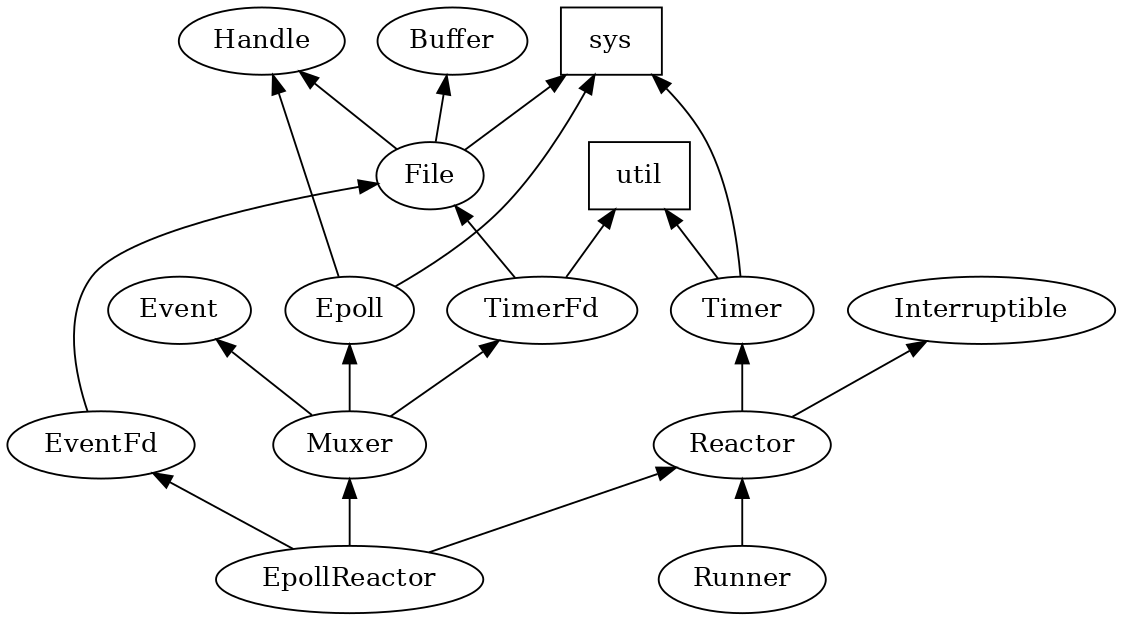 Handle
Buffer
sys
File
util
Event
Epoll
TimerFd
Timer
Interruptible
EventFd
Muxer
Reactor
EpollReactor
Runner